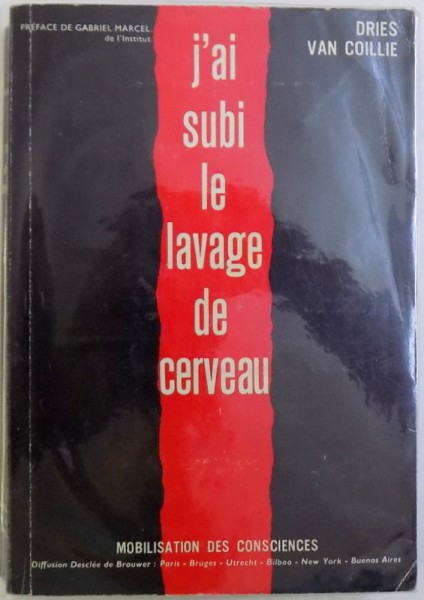 PRÉFACE DE GABRIEL MARCEL
de l'Institut
DRIES
VAN COILLIE
j'ai
subi
le
lavage
de
cerveau
MOBILISATION DES CONSCIENCES
Diffusion Desclée de Brouwer : Paris - Bruges - Utrecht - Bilbao - New York - Buenos Aires